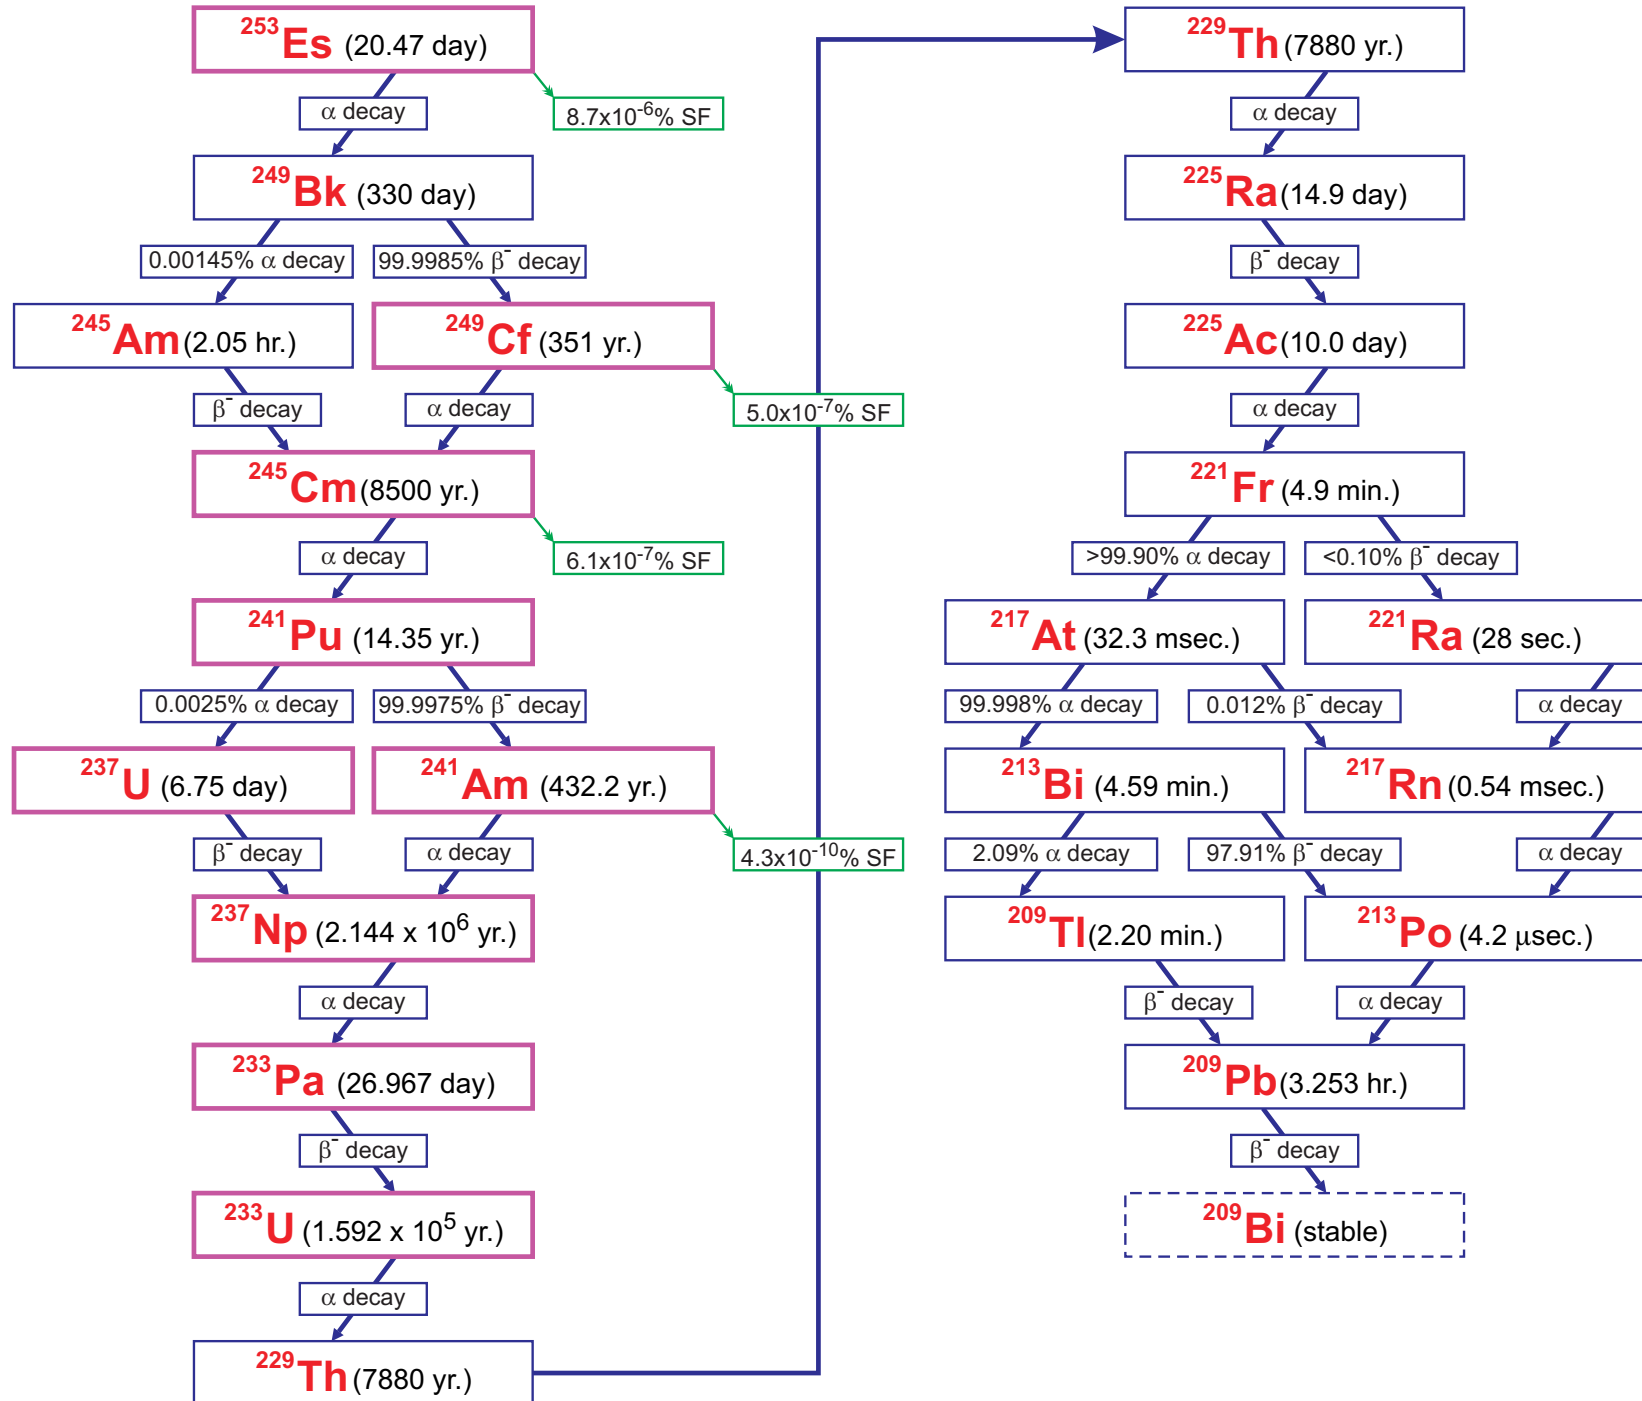 ²⁵³Es (20.47 day)
α decay
8.7x10⁻⁶% SF
²⁴⁹Bk (330 day)
0.00145% α decay
99.9985% β⁻ decay
²⁴⁵Am (2.05 hr.)
²⁴⁹Cf (351 yr.)
β⁻ decay
α decay
5.0x10⁻⁷% SF
²⁴⁵Cm (8500 yr.)
α decay
6.1x10⁻⁷% SF
²⁴¹Pu (14.35 yr.)
0.0025% α decay
99.9975% β⁻ decay
²³⁷U (6.75 day)
²⁴¹Am (432.2 yr.)
β⁻ decay
α decay
4.3x10⁻¹⁰% SF
²³⁷Np (2.144 x 10⁶ yr.)
α decay
²³³Pa (26.967 day)
β⁻ decay
²³³U (1.592 x 10⁵ yr.)
α decay
²²⁹Th (7880 yr.)
²²⁹Th (7880 yr.)
α decay
²²⁵Ra (14.9 day)
β⁻ decay
²²⁵Ac (10.0 day)
α decay
²²¹Fr (4.9 min.)
>99.90% α decay
<0.10% β⁻ decay
²¹⁷At (32.3 msec.)
²²¹Ra (28 sec.)
99.998% α decay
0.012% β⁻ decay
α decay
²¹³Bi (4.59 min.)
²¹⁷Rn (0.54 msec.)
2.09% α decay
97.91% β⁻ decay
α decay
²⁰⁹Tl (2.20 min.)
²¹³Po (4.2 μsec.)
β⁻ decay
α decay
²⁰⁹Pb (3.253 hr.)
β⁻ decay
²⁰⁹Bi (stable)